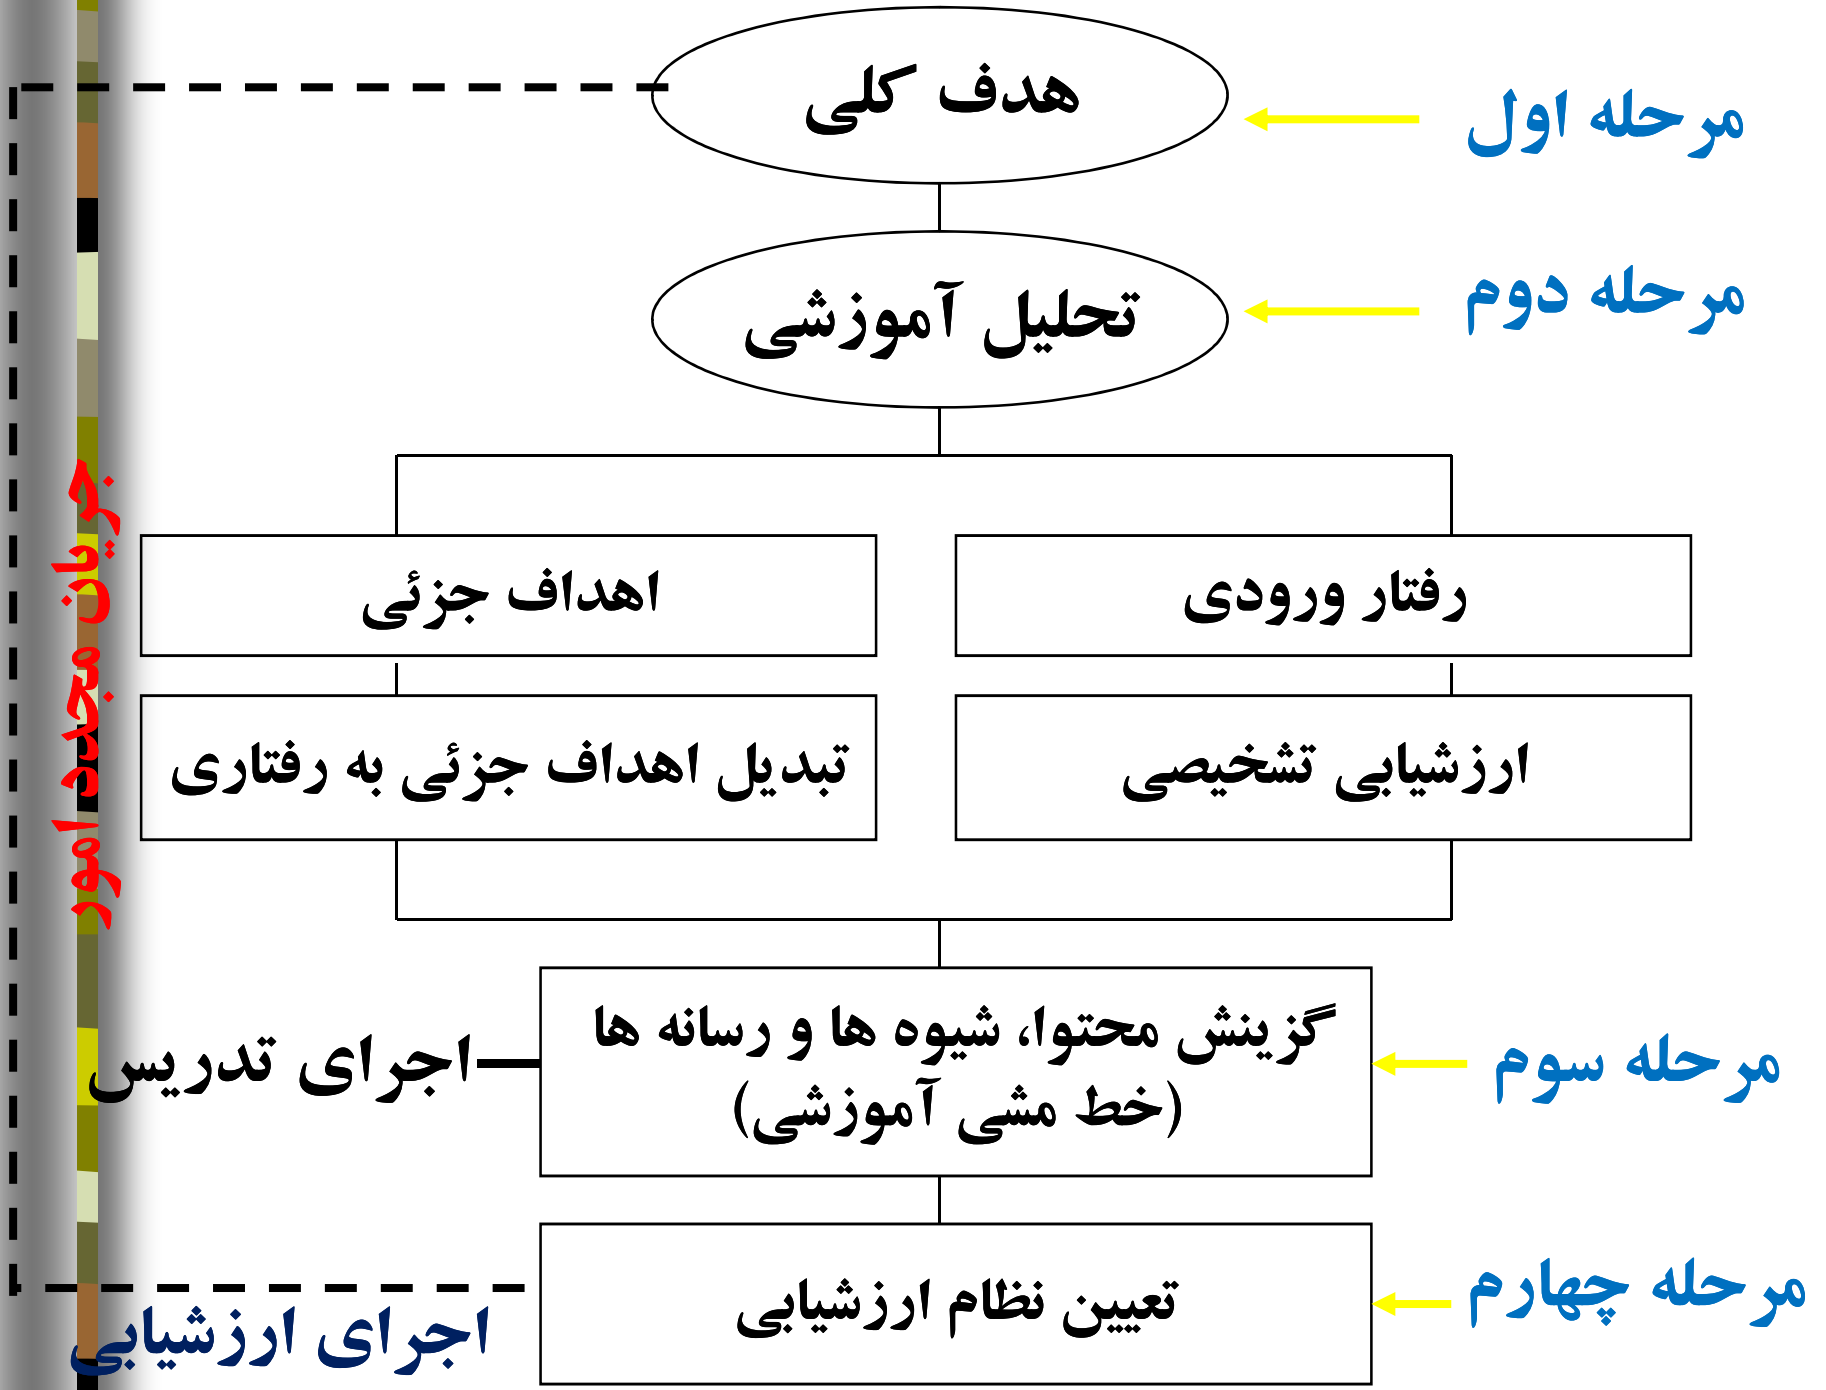 هدف کلی
مرحله اول
تحلیل آموزشی
مرحله دوم
رفتار ورودی
اهداف جزئی
ارزشیابی تشخیصی
تبدیل اهداف جزئی به رفتاری
جریان مجدد امور
گزینش محتوا، شیوه ها و رسانه ها
(خط مشی آموزشی)
مرحله سوم
اجرای تدریس
تعیین نظام ارزشیابی
مرحله چهارم
اجرای ارزشیابی